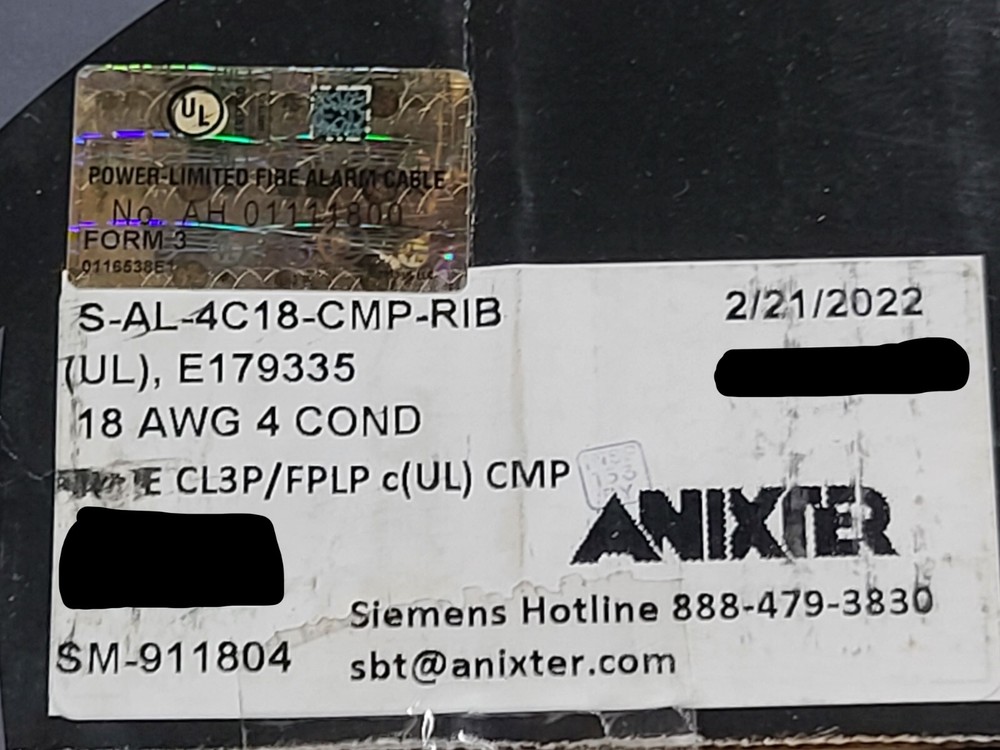 UL
POWER-LIMITED FIRE ALARM CABLE
No. AH 01111800
FORM 3
0116538E1
S-AL-4C18-CMP-RIB
2/21/2022
(UL), E179335
18 AWG 4 COND
E CL3P/FPLP c(UL) CMP
ANIXTER
Siemens Hotline 888-479-3830
SM-911804
sbt@anixter.com